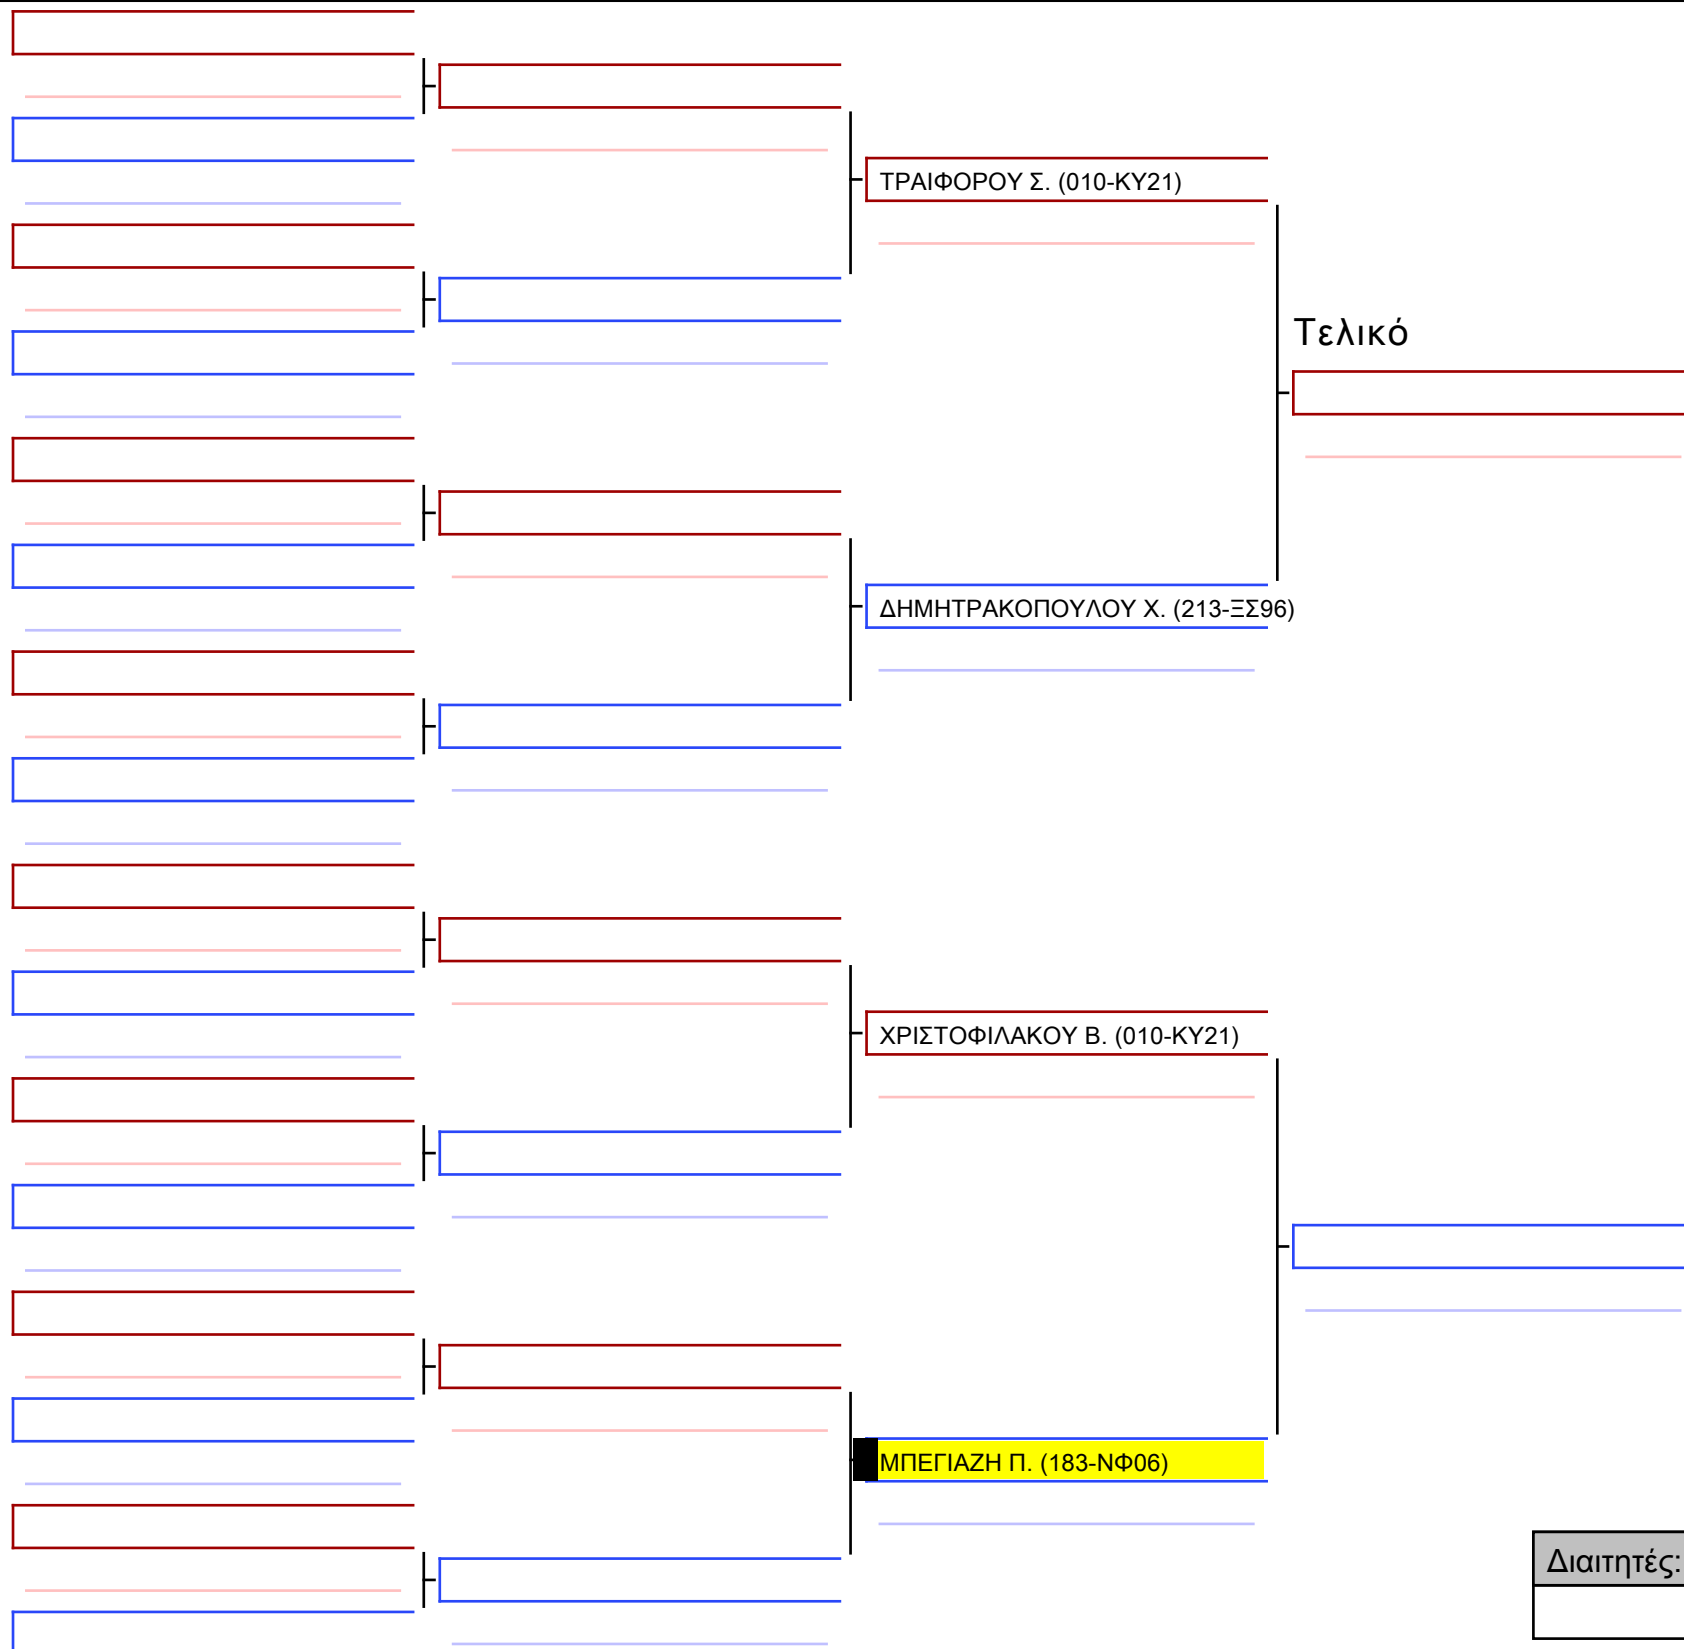 ΤΡΑΙΦΟΡΟΥ Σ. (010-ΚΥ21)
Τελικό
ΔΗΜΗΤΡΑΚΟΠΟΥΛΟΥ Χ. (213-ΞΣ96)
ΧΡΙΣΤΟΦΙΛΑΚΟΥ Β. (010-ΚΥ21)
ΜΠΕΓΙΑΖΗ Π. (183-ΝΦ06)
Διαιτητές: